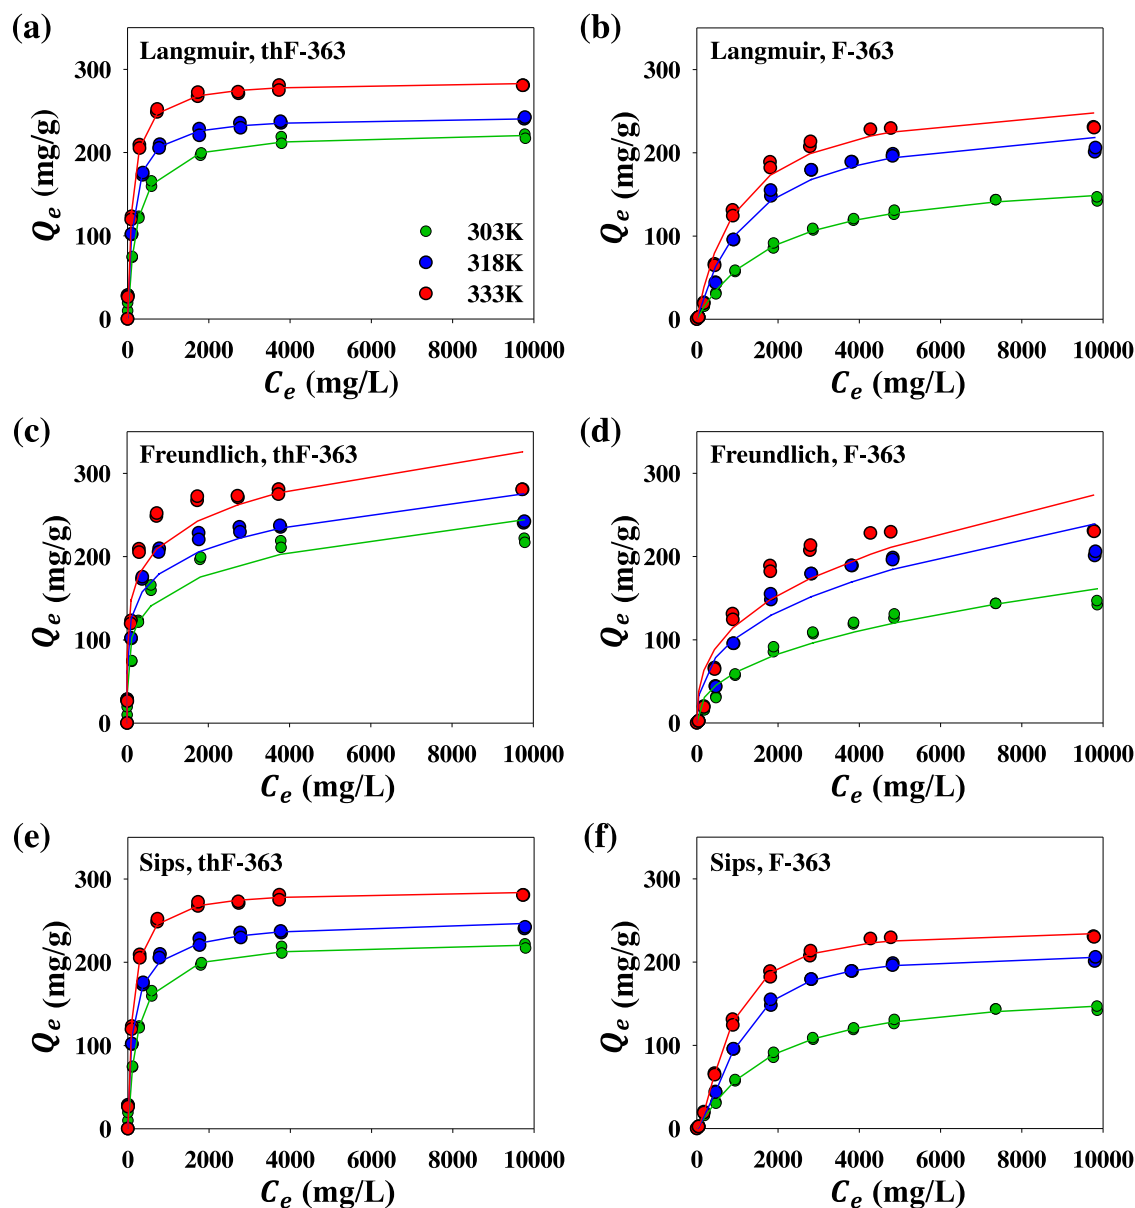 (a)
Langmuir, thF-363
300
200
100
0
Qe (mg/g)
303K
318K
333K
0 2000 4000 6000 8000 10000
Ce (mg/L)
(b)
Langmuir, F-363
300
200
100
0
Qe (mg/g)
0 2000 4000 6000 8000 10000
Ce (mg/L)
(c)
Freundlich, thF-363
300
200
100
0
Qe (mg/g)
0 2000 4000 6000 8000 10000
Ce (mg/L)
(d)
Freundlich, F-363
300
200
100
0
Qe (mg/g)
0 2000 4000 6000 8000 10000
Ce (mg/L)
(e)
Sips, thF-363
300
200
100
0
Qe (mg/g)
0 2000 4000 6000 8000 10000
Ce (mg/L)
(f)
Sips, F-363
300
200
100
0
Qe (mg/g)
0 2000 4000 6000 8000 10000
Ce (mg/L)